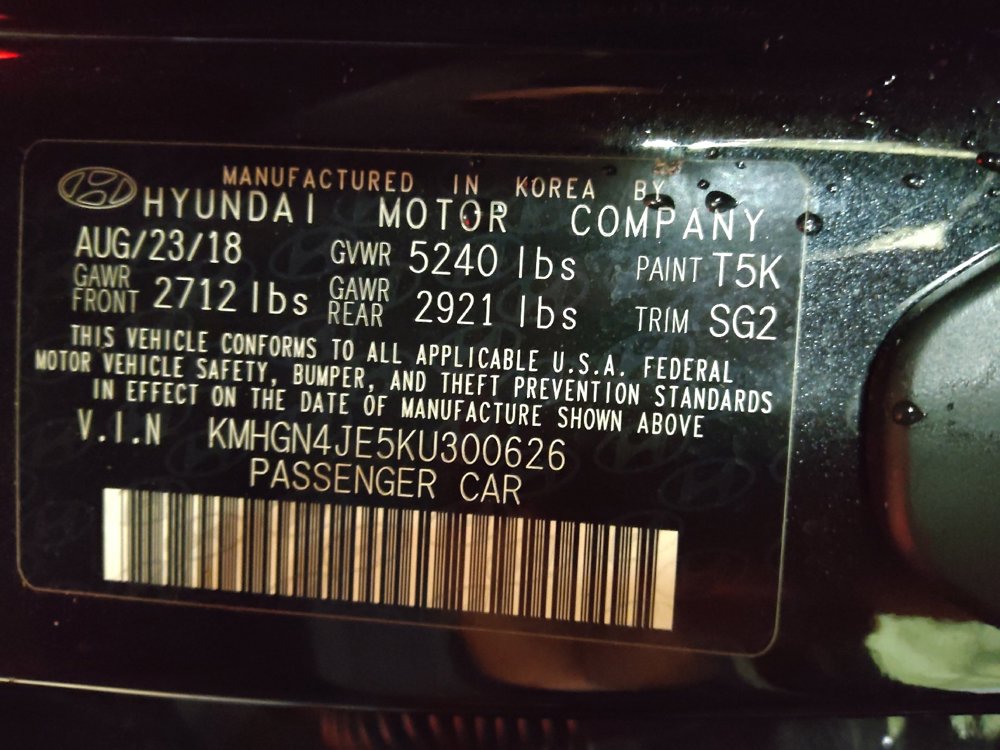 MANUFACTURED IN KOREA BY
HYUNDAI MOTOR COMPANY
AUG/23/18 GVWR 5240 lbs PAINT T5K
GAWR FRONT 2712 lbs GAWR REAR 2921 lbs TRIM SG2
THIS VEHICLE CONFORMS TO ALL APPLICABLE U.S.A. FEDERAL
MOTOR VEHICLE SAFETY, BUMPER, AND THEFT PREVENTION STANDARDS
IN EFFECT ON THE DATE OF MANUFACTURE SHOWN ABOVE
V.I.N KMHGN4JE5KU300626
PASSENGER CAR